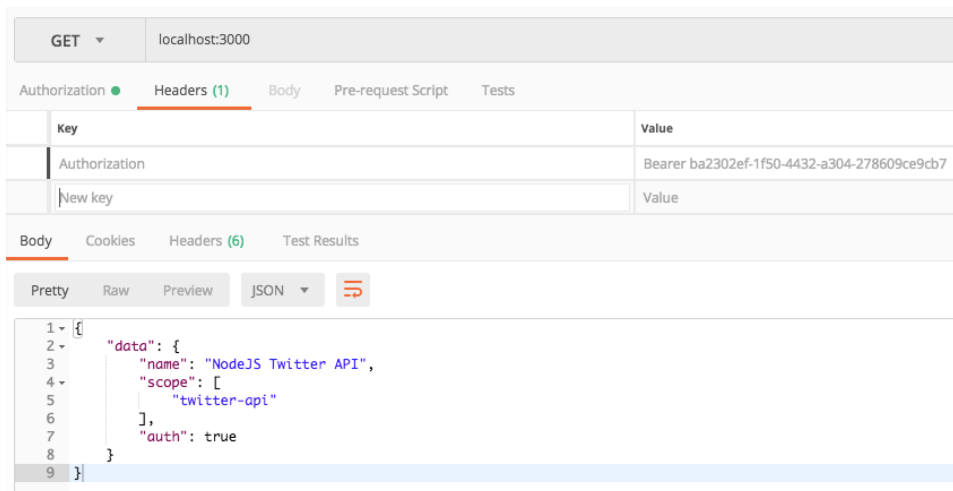 GET localhost:3000
Authorization Headers (1) Body Pre-request Script Tests
Key Value
Authorization Bearer ba2302ef-1f50-4432-a304-278609ce9cb7
New key Value
Body Cookies Headers (6) Test Results
Pretty Raw Preview JSON
1 {
2 "data": {
3 "name": "NodeJS Twitter API",
4 "scope": [
5 "twitter-api"
6 ],
7 "auth": true
8 }
9 }